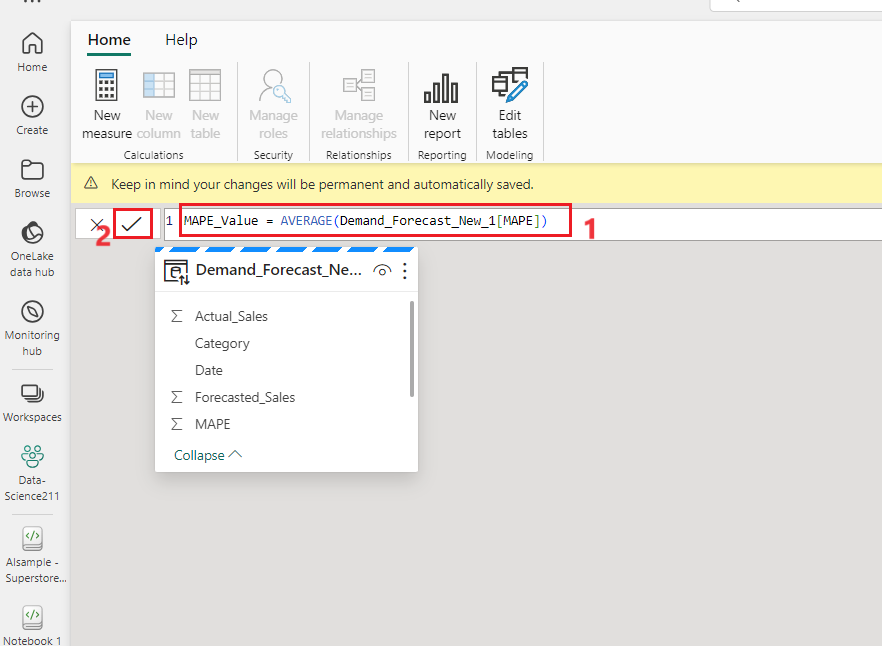 Home
Help
New measure
New column
New table
Calculations
Manage roles
Security
Manage relationships
Relationships
New report
Reporting
Edit tables
Modeling
Keep in mind your changes will be permanent and automatically saved.
2
1 MAPE_Value = AVERAGE(Demand_Forecast_New_1[MAPE])
1
Demand_Forecast_Ne...
Actual_Sales
Category
Date
Forecasted_Sales
MAPE
Collapse
Home
Create
Browse
OneLake
data hub
Monitoring
hub
Workspaces
Data-
Science211
AIsample -
Superstore...
Notebook 1